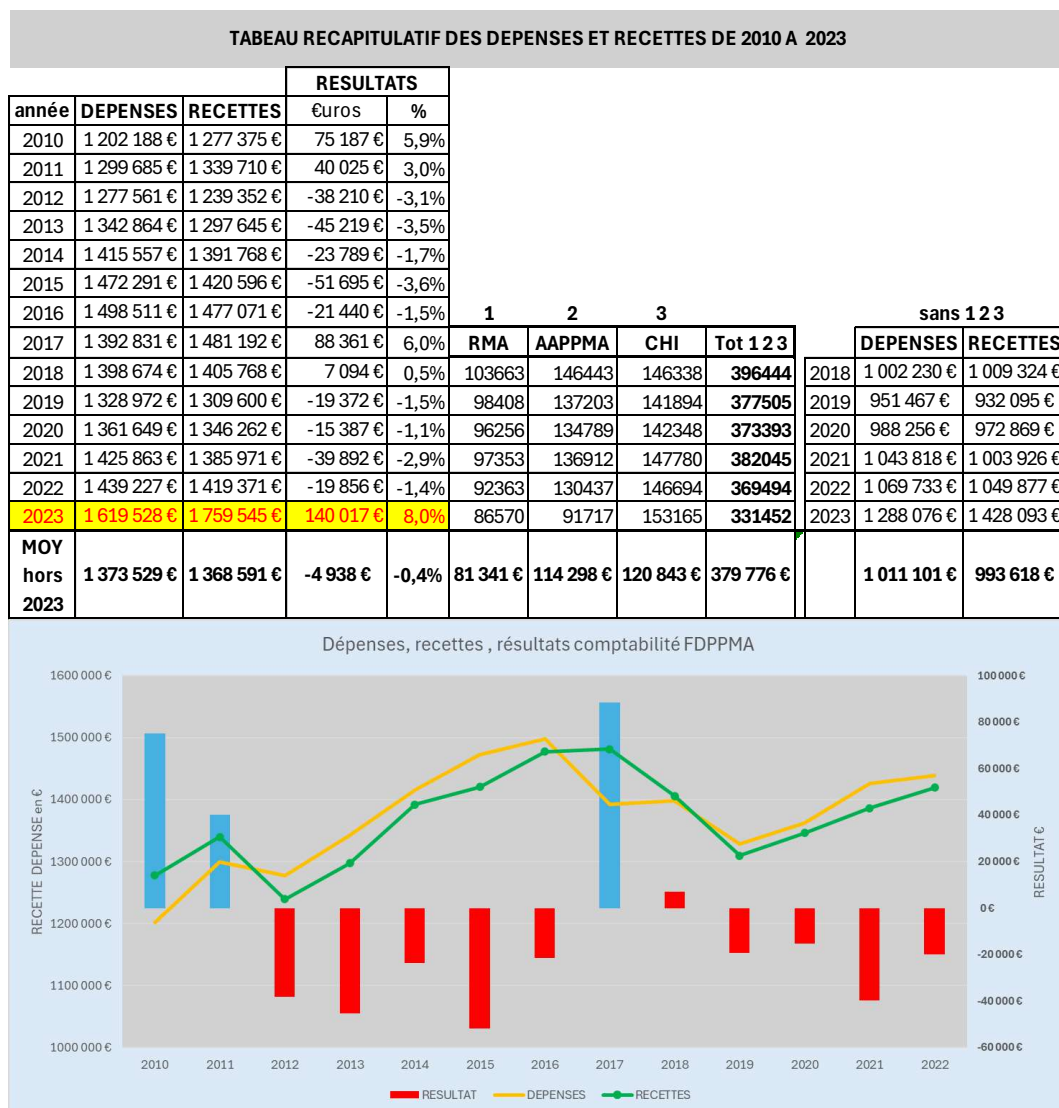 TABEAU RECAPITULATIF DES DEPENSES ET RECETTES DE 2010 A 2023
RESULTATS
année DEPENSES RECETTES €uros %
2010 1 202 188 € 1 277 375 € 75 187 € 5,9%
2011 1 299 685 € 1 339 710 € 40 025 € 3,0%
2012 1 277 561 € 1 239 352 € -38 210 € -3,1%
2013 1 342 864 € 1 297 645 € -45 219 € -3,5%
2014 1 415 557 € 1 391 768 € -23 789 € -1,7%
2015 1 472 291 € 1 420 596 € -51 695 € -3,6%
2016 1 498 511 € 1 477 071 € -21 440 € -1,5% 1 2 3 sans 1 2 3
2017 1 392 831 € 1 481 192 € 88 361 € 6,0% RMA AAPPMA CHI Tot 1 2 3 DEPENSES RECETTES
2018 1 398 674 € 1 405 768 € 7 094 € 0,5% 103663 146443 146338 396444 2018 1 002 230 € 1 009 324 €
2019 1 328 972 € 1 309 600 € -19 372 € -1,5% 98408 137203 141894 377505 2019 951 467 € 932 095 €
2020 1 361 649 € 1 346 262 € -15 387 € -1,1% 96256 134789 142348 373393 2020 988 256 € 972 869 €
2021 1 425 863 € 1 385 971 € -39 892 € -2,9% 97353 136912 147780 382045 2021 1 043 818 € 1 003 926 €
2022 1 439 227 € 1 419 371 € -19 856 € -1,4% 92363 130437 146694 369494 2022 1 069 733 € 1 049 877 €
2023 1 619 528 € 1 759 545 € 140 017 € 8,0% 86570 91717 153165 331452 2023 1 288 076 € 1 428 093 €
MOY
hors 1 373 529 € 1 368 591 € -4 938 € -0,4% 81 341 € 114 298 € 120 843 € 379 776 € 1 011 101 € 993 618 €
2023
Dépenses, recettes , résultats comptabilité FDPPMA
1600 000 € 100 000 €
80 000 €
1500 000 €
60 000 €
1400 000 €
40 000 €
1300 000 €
20 000 €
RECETTE DEPENSE en €
RESULTAT €
0 €
1200 000 €
-20 000 €
1100 000 €
-40 000 €
1000 000 € -60 000 €
2010 2011 2012 2013 2014 2015 2016 2017 2018 2019 2020 2021 2022
RESULTAT DEPENSES RECETTES